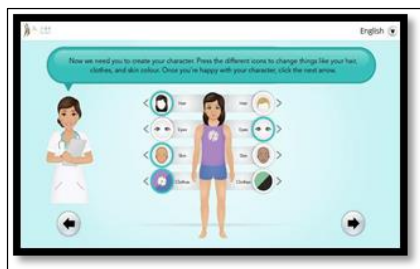 English
Now we need you to create your character. Press the different icons to change things like your hair,
clothes, and skin colour. Once you're happy with your character, click the next arrow.
Hair Hair
Eyes Eyes
Skin Skin
Clothes Clothes